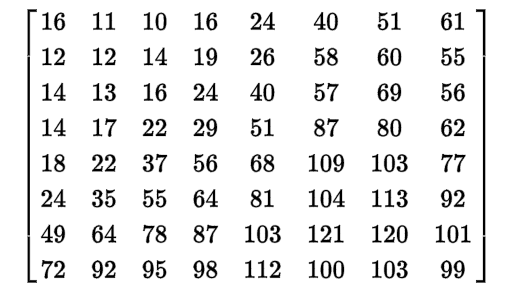 16 11 10 16 24 40 51 61
12 12 14 19 26 58 60 55
14 13 16 24 40 57 69 56
14 17 22 29 51 87 80 62
18 22 37 56 68 109 103 77
24 35 55 64 81 104 113 92
49 64 78 87 103 121 120 101
72 92 95 98 112 100 103 99